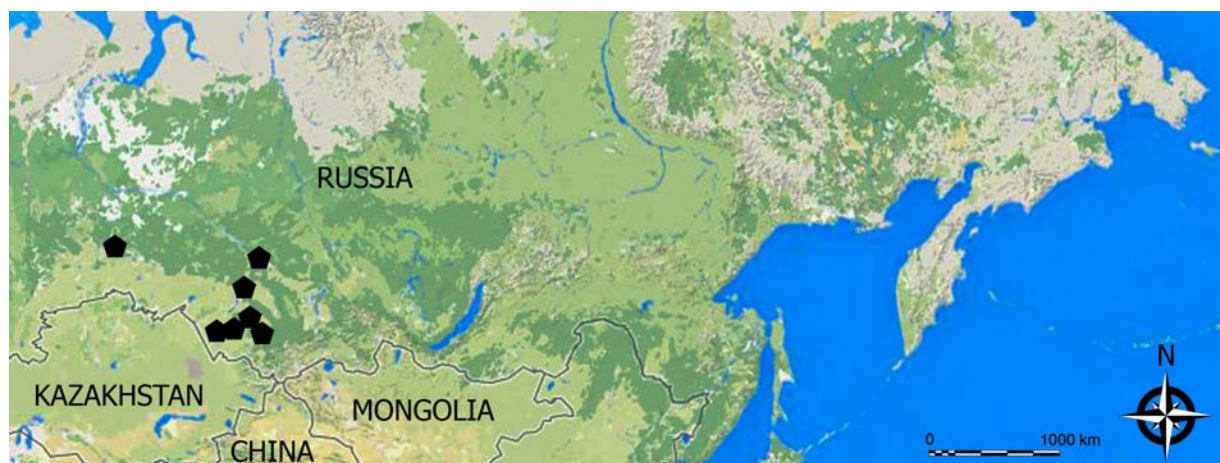 RUSSIA
KAZAKHSTAN
MONGOLIA
CHINA
N
0 1000 km